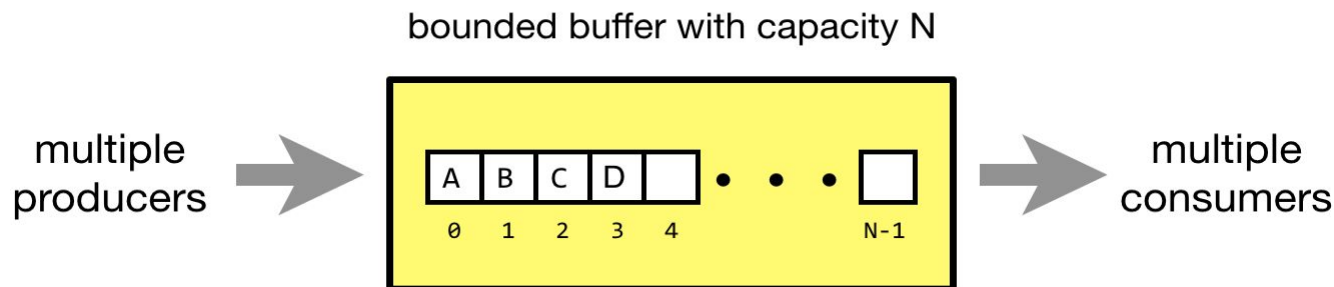 bounded buffer with capacity N
multiple
producers
A B C D
0 1 2 3 4 N-1
multiple
consumers